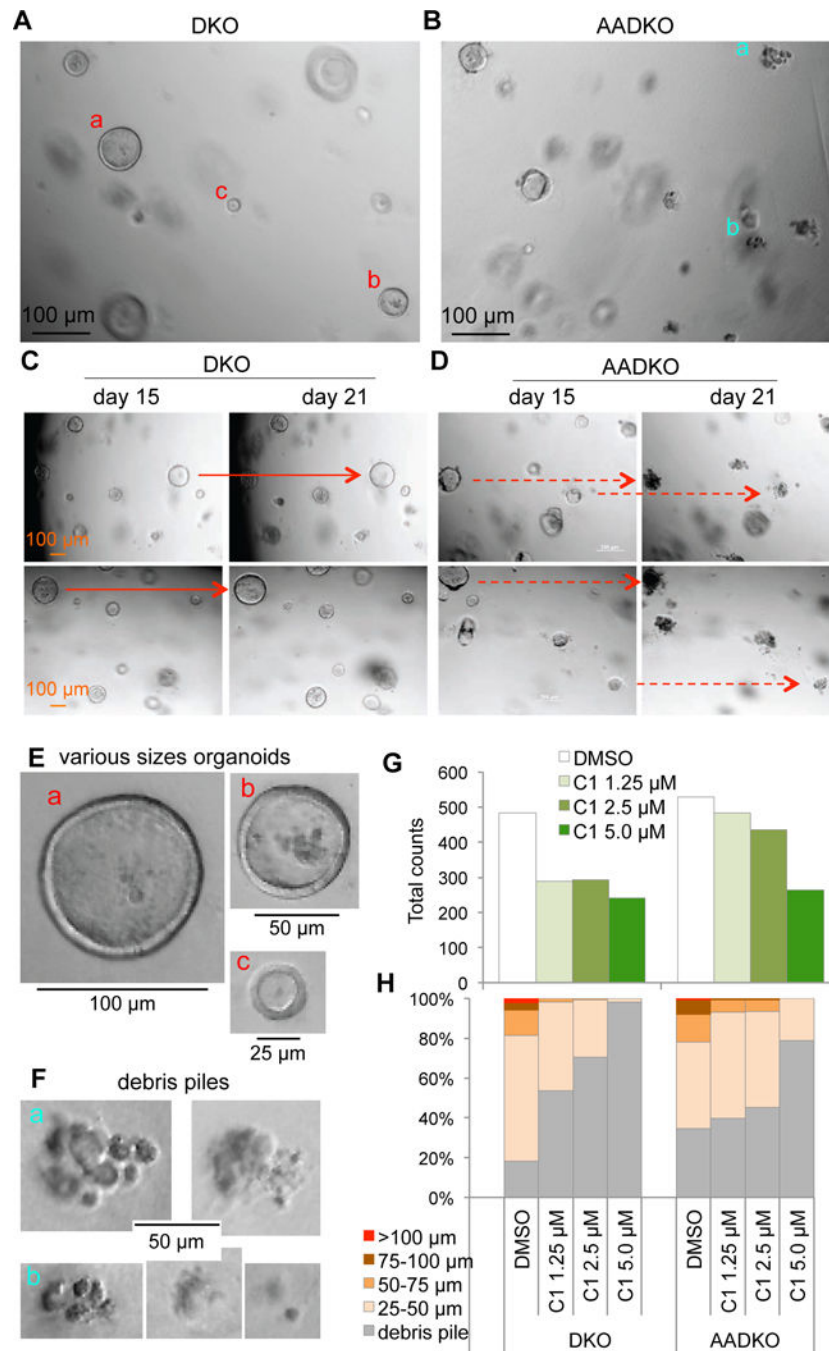 A
DKO
B
AADKO
a
c
b
100 µm
a
b
100 µm
C
DKO
day 15
day 21
D
AADKO
day 15
day 21
100 µm
100 µm
E various sizes organoids
a
100 µm
b
50 µm
c
25 µm
F debris piles
a
50 µm
b
G
DMSO
C1 1.25 µM
C1 2.5 µM
C1 5.0 µM
Total counts
600
500
400
300
200
100
0
H
100%
80%
60%
40%
20%
0%
>100 µm
75-100 µm
50-75 µm
25-50 µm
debris pile
DMSO
C1 1.25 µM
C1 2.5 µM
C1 5.0 µM
DKO
DMSO
C1 1.25 µM
C1 2.5 µM
C1 5.0 µM
AADKO